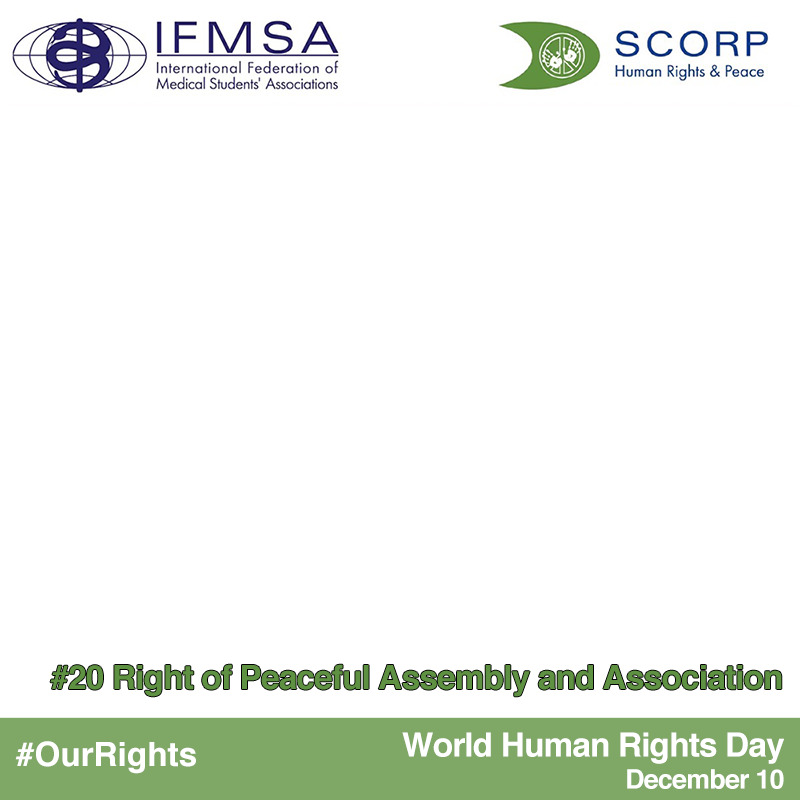 IFMSA
International Federation of
Medical Students' Associations
SCORP
Human Rights & Peace
#20 Right of Peaceful Assembly and Association
#OurRights
World Human Rights Day
December 10